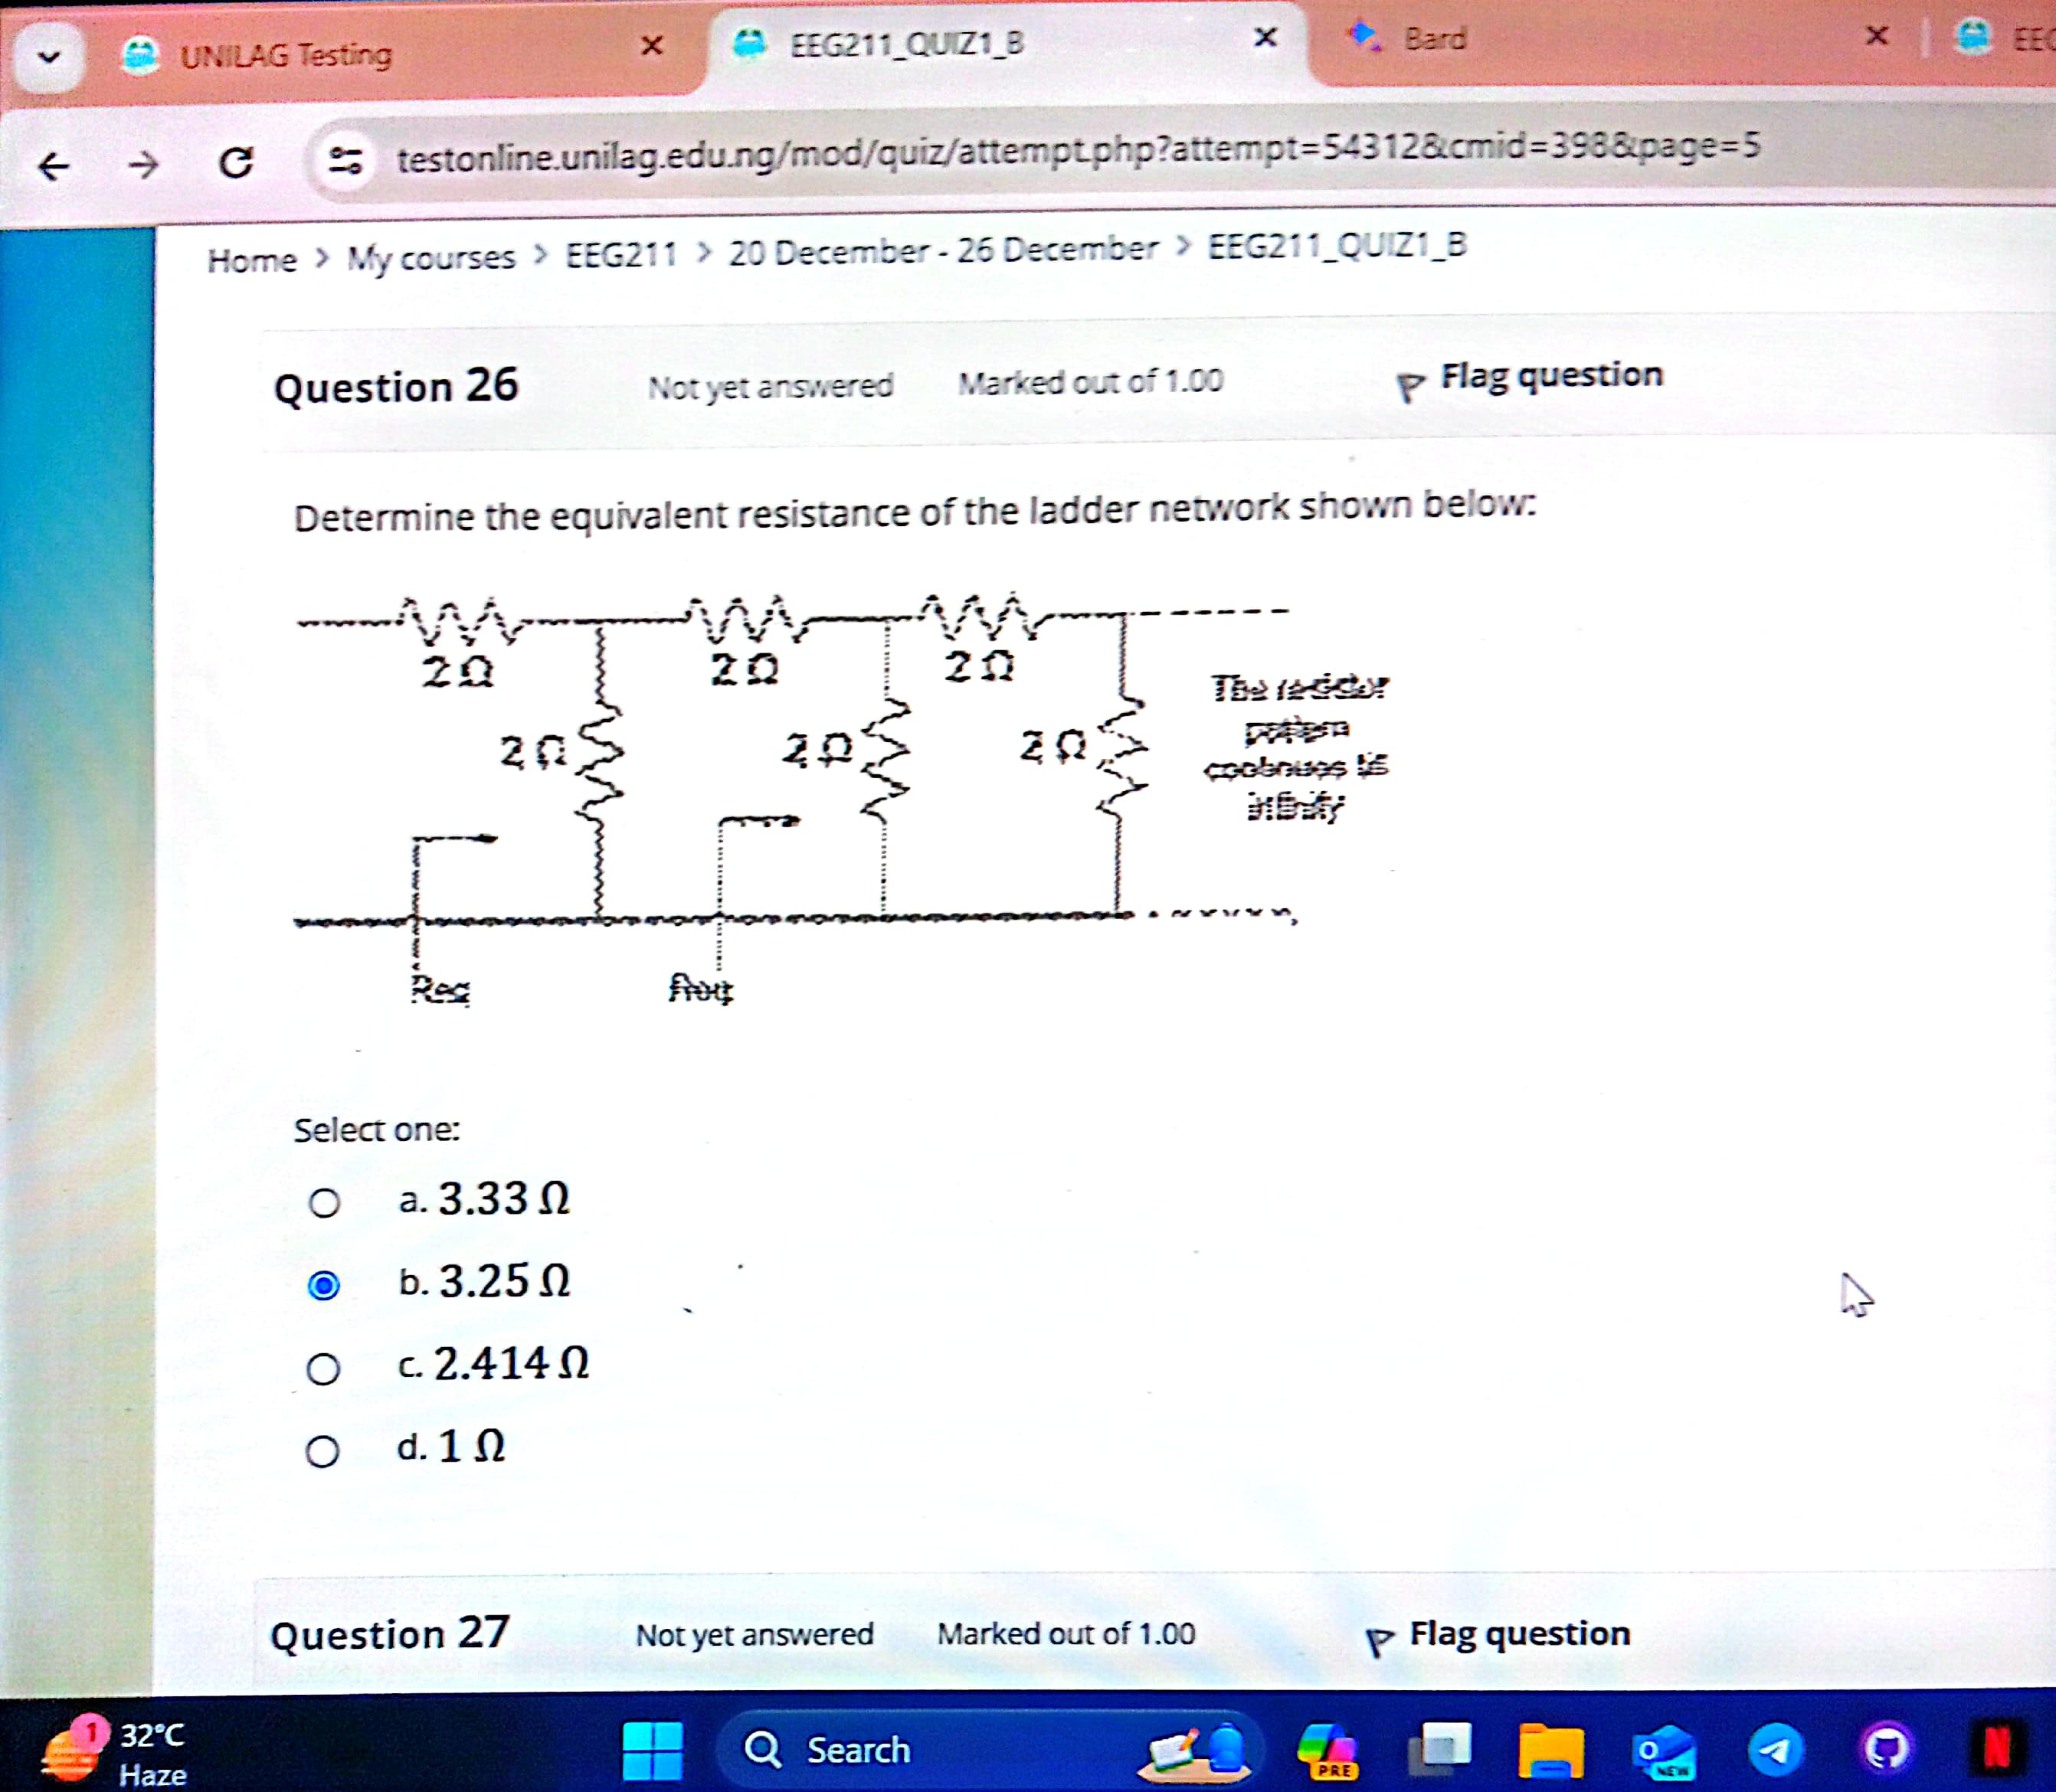 UNILAG Testing
EEG211_QUIZ1_B
Bard
testonline.unilag.edu.ng/mod/quiz/attempt.php?attempt=54312&cmid=398&page=5
Home > My courses > EEG211 > 20 December - 26 December > EEG211_QUIZ1_B
Question 26 Not yet answered Marked out of 1.00 Flag question
Determine the equivalent resistance of the ladder network shown below:
2Ω 2Ω 2Ω
2Ω 2Ω 2Ω
The resistor
pattern
continues to
infinity
Req
Select one:
a. 3.33 Ω
b. 3.25 Ω
c. 2.414 Ω
d. 1 Ω
Question 27 Not yet answered Marked out of 1.00 Flag question
1
32°C
Haze
Search
PRE
NEW
N